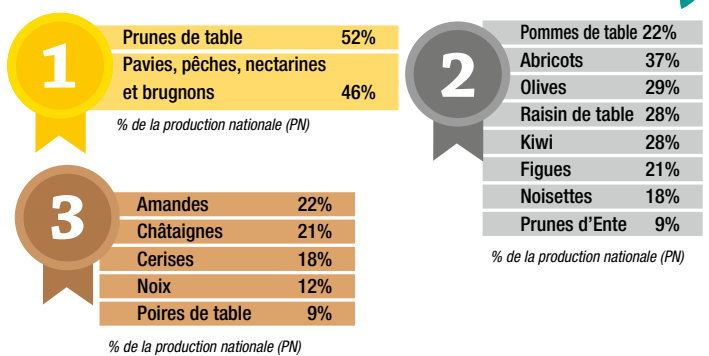 1
Prunes de table 52%
Pavies, pêches, nectarines
et brugnons 46%
% de la production nationale (PN)
2
Pommes de table 22%
Abricots 37%
Olives 29%
Raisin de table 28%
Kiwi 28%
Figues 21%
Noisettes 18%
Prunes d’Ente 9%
% de la production nationale (PN)
3
Amandes 22%
Châtaignes 21%
Cerises 18%
Noix 12%
Poires de table 9%
% de la production nationale (PN)